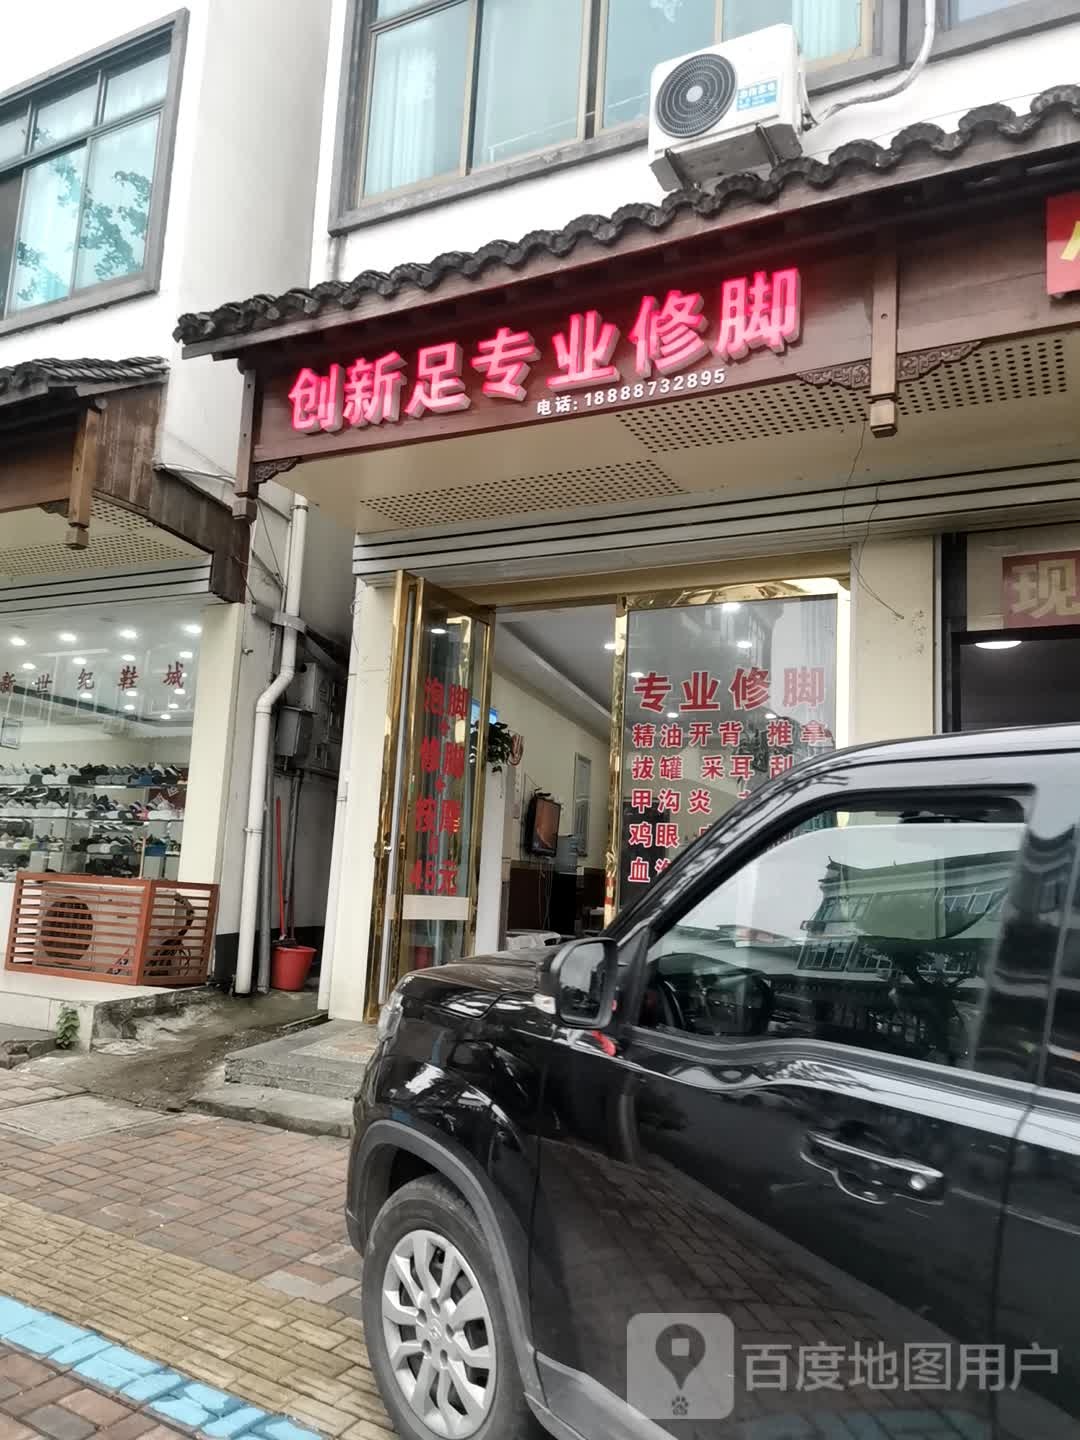 创新足专业修脚
电话: 18888732895
新世纪鞋城
泡脚
+
修脚
+
按摩
45元
专业修脚
精油开背 推拿
拔罐 采耳 刮
甲沟炎
鸡眼
血
现
百度地图用户